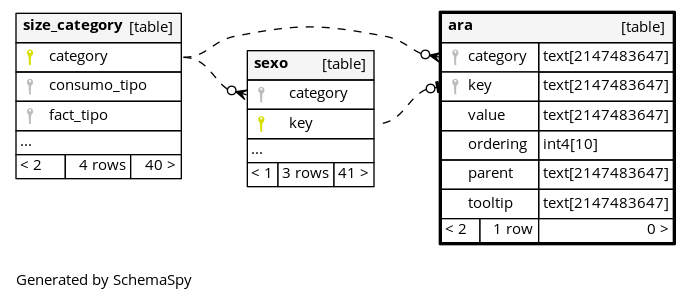 size_category [table]
category
consumo_tipo
fact_tipo
...
< 2 4 rows 40 >
sexo [table]
category
key
...
< 1 3 rows 41 >
ara [table]
category text[2147483647]
key text[2147483647]
value text[2147483647]
ordering int4[10]
parent text[2147483647]
tooltip text[2147483647]
< 2 1 row 0 >
Generated by SchemaSpy